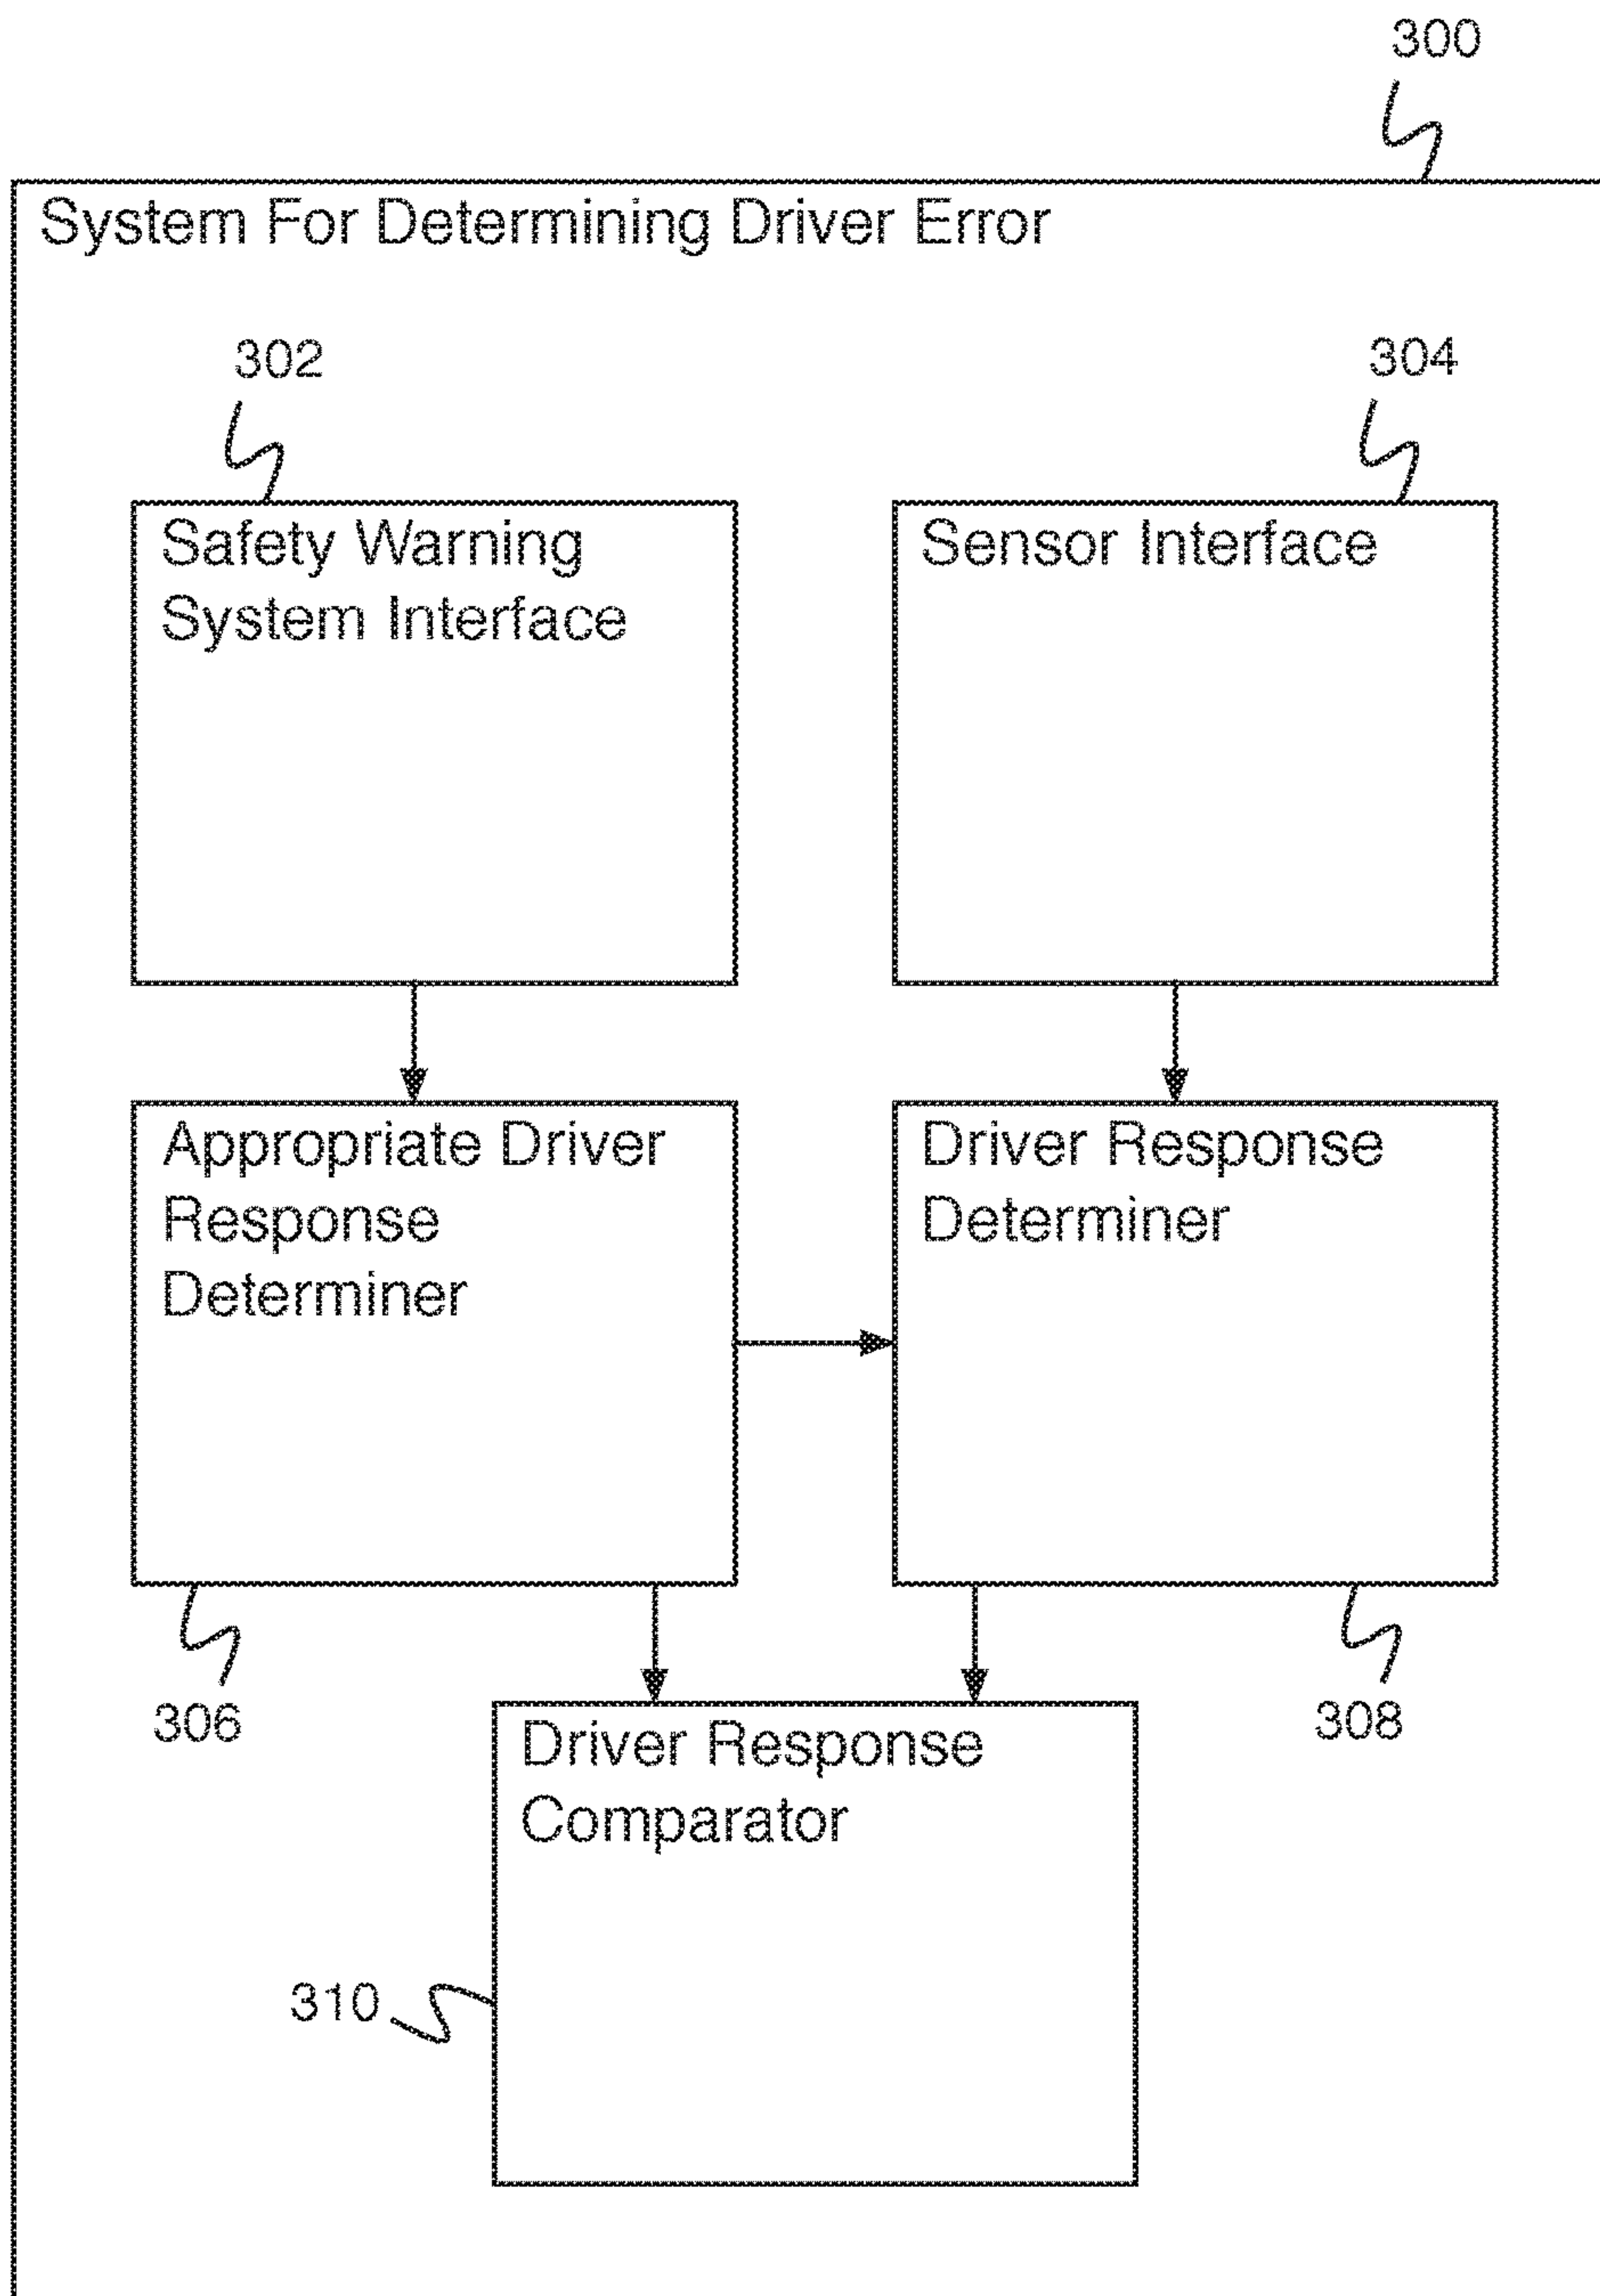 300
System For Determining Driver Error
302
304
Safety Warning
System Interface
Sensor Interface
Appropriate Driver
Response
Determiner
Driver Response
Determiner
306
308
Driver Response
Comparator
310